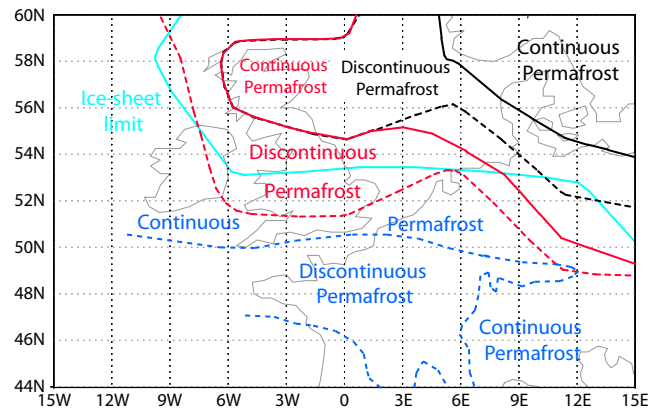 60N
58N
56N
54N
52N
50N
48N
46N
44N
15W 12W 9W 6W 3W 0 3E 6E 9E 12E 15E
Ice-sheet
limit
Continuous
Permafrost
Discontinuous
Permafrost
Continuous
Permafrost
Discontinuous
Permafrost
Continuous
Permafrost
Discontinuous
Permafrost
Continuous
Permafrost